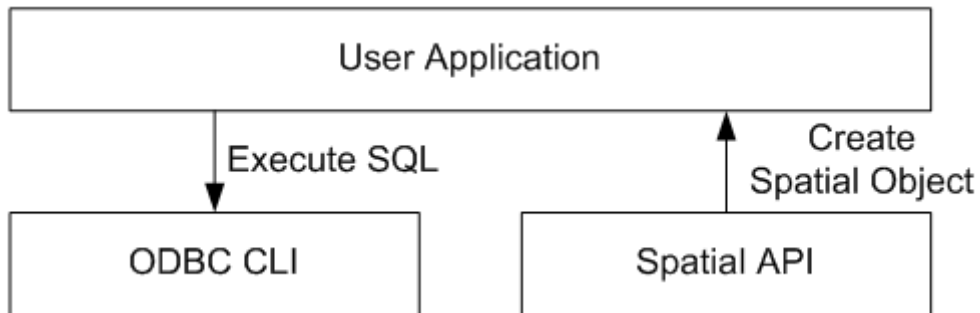 User Application
Execute SQL
Create
Spatial Object
ODBC CLI
Spatial API